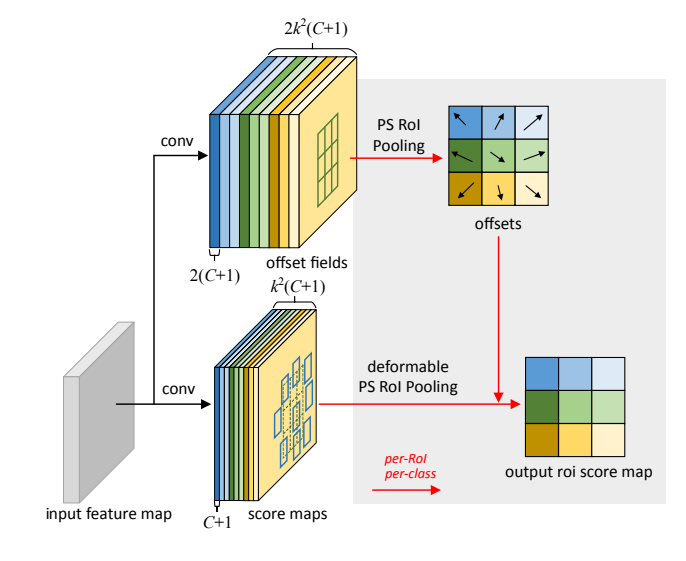 2k²(C+1)
conv
PS RoI
Pooling
offsets
offset fields
2(C+1)
k²(C+1)
conv
deformable
PS RoI Pooling
per-RoI
per-class
output roi score map
input feature map
score maps
C+1